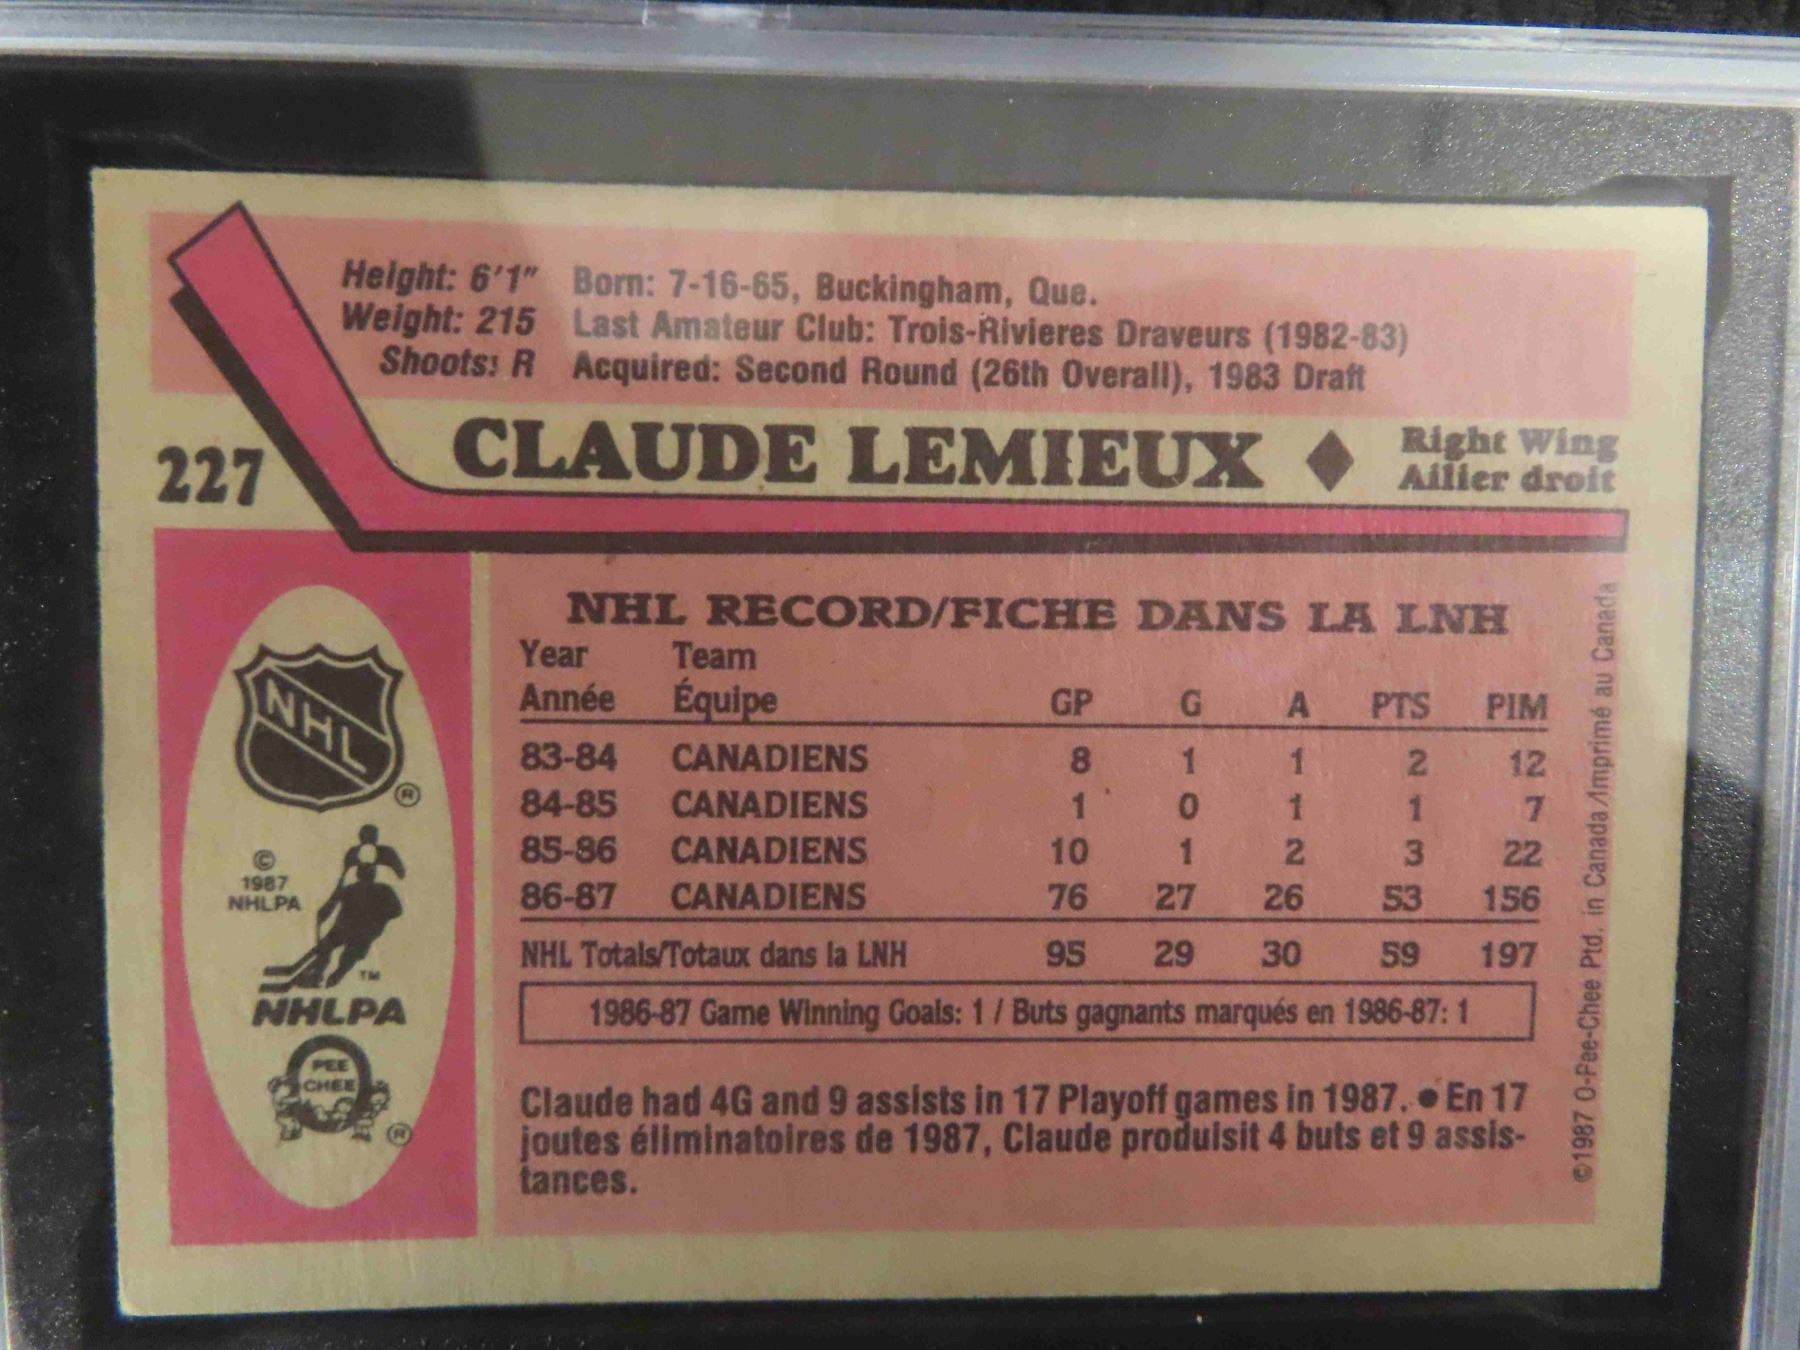 Height: 6'1" Born: 7-16-65, Buckingham, Que.
Weight: 215 Last Amateur Club: Trois-Rivieres Draveurs (1982-83)
Shoots: R Acquired: Second Round (26th Overall), 1983 Draft
227
CLAUDE LEMIEUX ♦ Right Wing
Ailier droit
NHL RECORD/FICHE DANS LA LNH
Year Team
Année Équipe GP G A PTS PIM
83-84 CANADIENS 8 1 1 2 12
84-85 CANADIENS 1 0 1 1 7
85-86 CANADIENS 10 1 2 3 22
86-87 CANADIENS 76 27 26 53 156
NHL Totals/Totaux dans la LNH 95 29 30 59 197
1986-87 Game Winning Goals: 1 / Buts gagnants marqués en 1986-87: 1
Claude had 4G and 9 assists in 17 Playoff games in 1987. ● En 17
joutes éliminatoires de 1987, Claude produisit 4 buts et 9 assis-
tances.
NHL
®
©
1987
NHLPA
TM
NHLPA
PEE
CHEE
®
©1987 O-Pee-Chee Ptd. in Canada/Imprimé au Canada